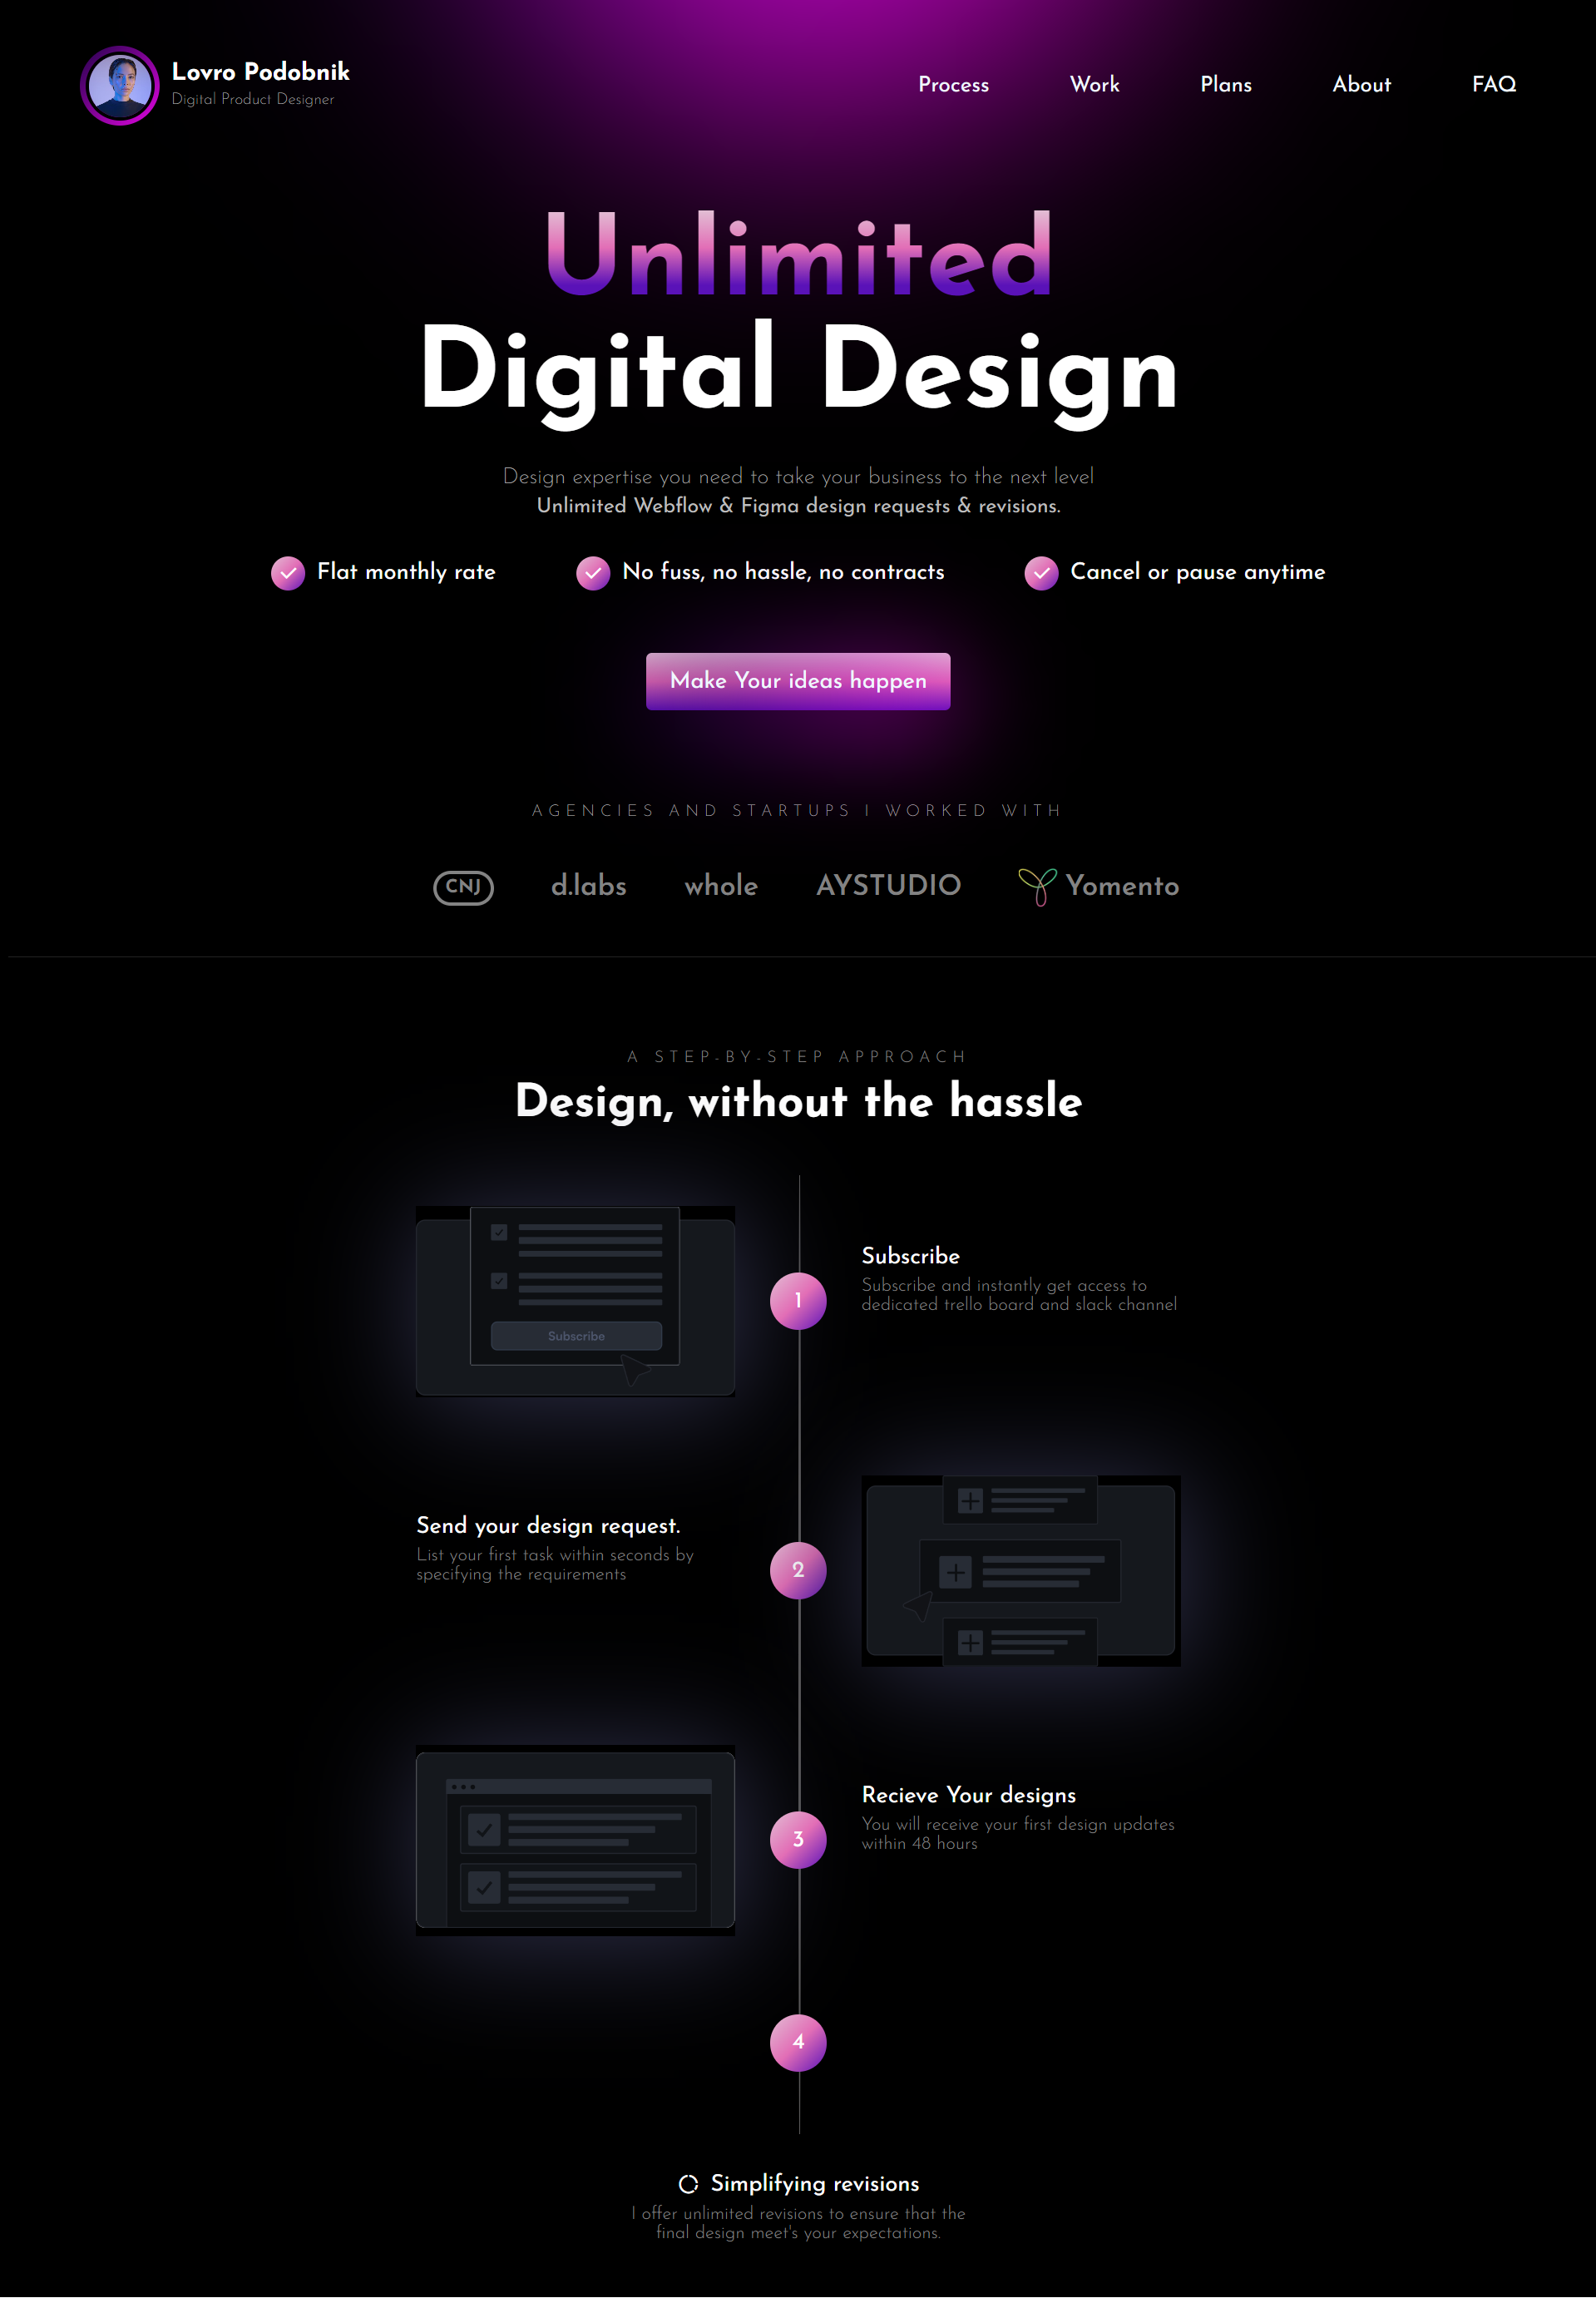 Lovro Podobnik
Digital Product Designer
Process
Work
Plans
About
FAQ
Unlimited
Digital Design
Design expertise you need to take your business to the next level
Unlimited Webflow & Figma design requests & revisions.
Flat monthly rate
No fuss, no hassle, no contracts
Cancel or pause anytime
Make Your ideas happen
AGENCIES AND STARTUPS I WORKED WITH
CNJ
d.labs
whole
AYSTUDIO
Yomento
A STEP-BY-STEP APPROACH
Design, without the hassle
Subscribe
1
Subscribe
Subscribe and instantly get access to
dedicated trello board and slack channel
Send your design request.
List your first task within seconds by
specifying the requirements
2
3
Recieve Your designs
You will receive your first design updates
within 48 hours
4
Simplifying revisions
I offer unlimited revisions to ensure that the
final design meet's your expectations.